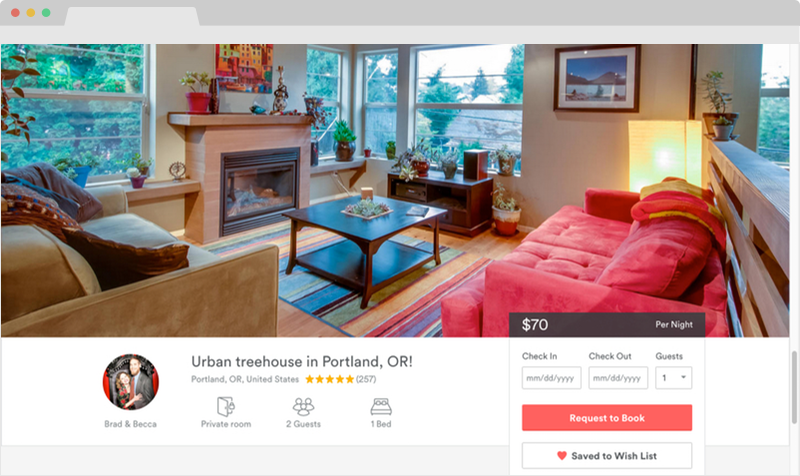 $70
Per Night
Urban treehouse in Portland, OR!
Portland, OR, United States
(257)
Brad & Becca
Private room
2 Guests
1 Bed
Check In
Check Out
Guests
mm/dd/yyyy
mm/dd/yyyy
1
Request to Book
Saved to Wish List